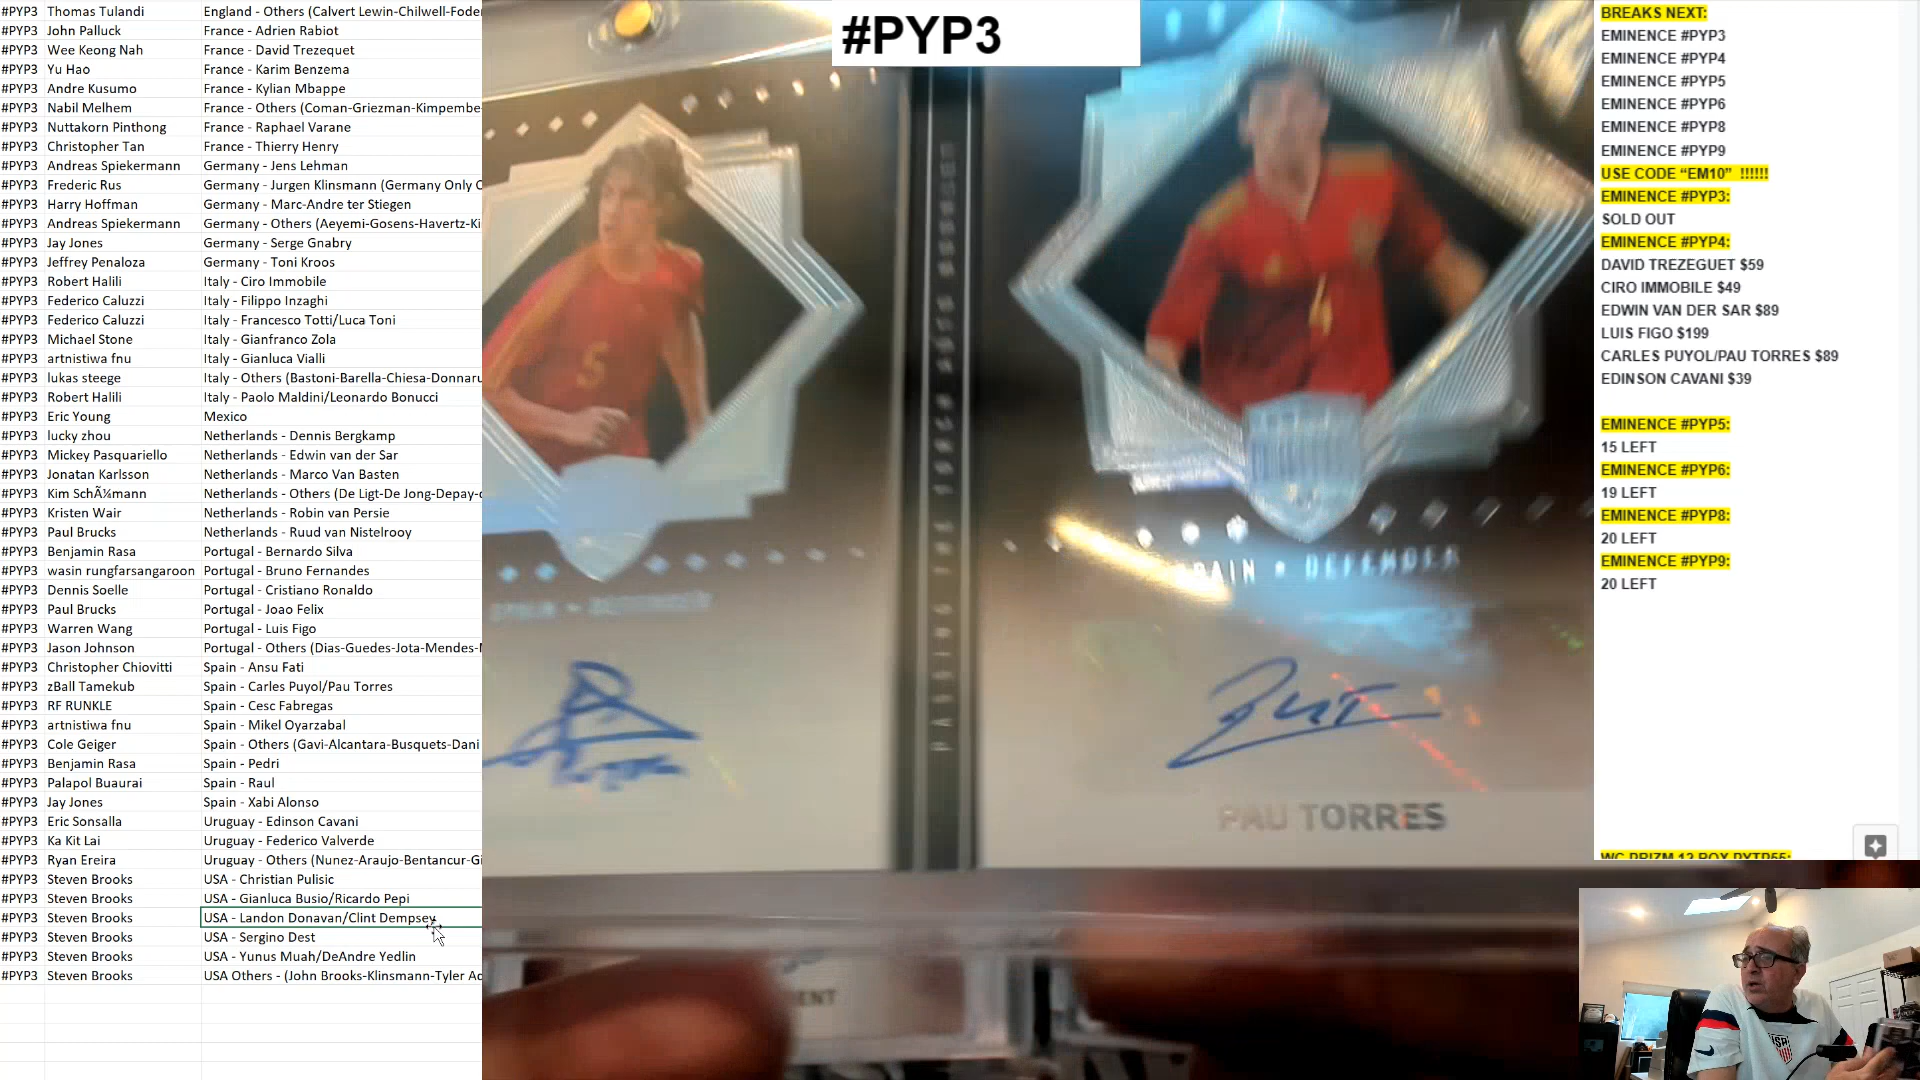 #PYP3 Thomas Tulandi England - Others (Calvert Lewin-Chilwell-Foder
#PYP3 John Palluck France - Adrien Rabiot
#PYP3 Wee Keong Nah France - David Trezequet
#PYP3 Yu Hao France - Karim Benzema
#PYP3 Andre Kusumo France - Kylian Mbappe
#PYP3 Nabil Melhem France - Others (Coman-Griezman-Kimpembe
#PYP3 Nuttakorn Pinthong France - Raphael Varane
#PYP3 Christopher Tan France - Thierry Henry
#PYP3 Andreas Spiekermann Germany - Jens Lehman
#PYP3 Frederic Rus Germany - Jurgen Klinsmann (Germany Only C
#PYP3 Harry Hoffman Germany - Marc-Andre ter Stiegen
#PYP3 Andreas Spiekermann Germany - Others (Aeyemi-Gosens-Havertz-Ki
#PYP3 Jay Jones Germany - Serge Gnabry
#PYP3 Jeffrey Penaloza Germany - Toni Kroos
#PYP3 Robert Halili Italy - Ciro Immobile
#PYP3 Federico Caluzzi Italy - Filippo Inzaghi
#PYP3 Federico Caluzzi Italy - Francesco Totti/Luca Toni
#PYP3 Michael Stone Italy - Gianfranco Zola
#PYP3 artnistiwa fnu Italy - Gianluca Vialli
#PYP3 lukas steege Italy - Others (Bastoni-Barella-Chiesa-Donnaru
#PYP3 Robert Halili Italy - Paolo Maldini/Leonardo Bonucci
#PYP3 Eric Young Mexico
#PYP3 lucky zhou Netherlands - Dennis Bergkamp
#PYP3 Mickey Pasquariello Netherlands - Edwin van der Sar
#PYP3 Jonatan Karlsson Netherlands - Marco Van Basten
#PYP3 Kim SchÃ¼mann Netherlands - Others (De Ligt-De Jong-Depay-
#PYP3 Kristen Wair Netherlands - Robin van Persie
#PYP3 Paul Brucks Netherlands - Ruud van Nistelrooy
#PYP3 Benjamin Rasa Portugal - Bernardo Silva
#PYP3 wasin rungfarsangaroon Portugal - Bruno Fernandes
#PYP3 Dennis Soelle Portugal - Cristiano Ronaldo
#PYP3 Paul Brucks Portugal - Joao Felix
#PYP3 Warren Wang Portugal - Luis Figo
#PYP3 Jason Johnson Portugal - Others (Dias-Guedes-Jota-Mendes-
#PYP3 Christopher Chiovitti Spain - Ansu Fati
#PYP3 zBall Tamekub Spain - Carles Puyol/Pau Torres
#PYP3 RF RUNKLE Spain - Cesc Fabregas
#PYP3 artnistiwa fnu Spain - Mikel Oyarzabal
#PYP3 Cole Geiger Spain - Others (Gavi-Alcantara-Busquets-Dani
#PYP3 Benjamin Rasa Spain - Pedri
#PYP3 Palapol Buaurai Spain - Raul
#PYP3 Jay Jones Spain - Xabi Alonso
#PYP3 Eric Sonsalla Uruguay - Edinson Cavani
#PYP3 Ka Kit Lai Uruguay - Federico Valverde
#PYP3 Ryan Ereira Uruguay - Others (Nunez-Araujo-Bentancur-Gi
#PYP3 Steven Brooks USA - Christian Pulisic
#PYP3 Steven Brooks USA - Gianluca Busio/Ricardo Pepi
#PYP3 Steven Brooks USA - Landon Donavan/Clint Dempsey
#PYP3 Steven Brooks USA - Sergino Dest
#PYP3 Steven Brooks USA - Yunus Muah/DeAndre Yedlin
#PYP3 Steven Brooks USA Others - (John Brooks-Klinsmann-Tyler Ad
#PYP3
5
4
SPAIN DEFENDER
PAU TORRES
BREAKS NEXT:
EMINENCE #PYP3
EMINENCE #PYP4
EMINENCE #PYP5
EMINENCE #PYP6
EMINENCE #PYP8
EMINENCE #PYP9
USE CODE “EM10” !!!!!!
EMINENCE #PYP3:
SOLD OUT
EMINENCE #PYP4:
DAVID TREZEGUET $59
CIRO IMMOBILE $49
EDWIN VAN DER SAR $89
LUIS FIGO $199
CARLES PUYOL/PAU TORRES $89
EDINSON CAVANI $39
EMINENCE #PYP5:
15 LEFT
EMINENCE #PYP6:
19 LEFT
EMINENCE #PYP8:
20 LEFT
EMINENCE #PYP9:
20 LEFT
WC PRIZM 12 BOX PYTP55: